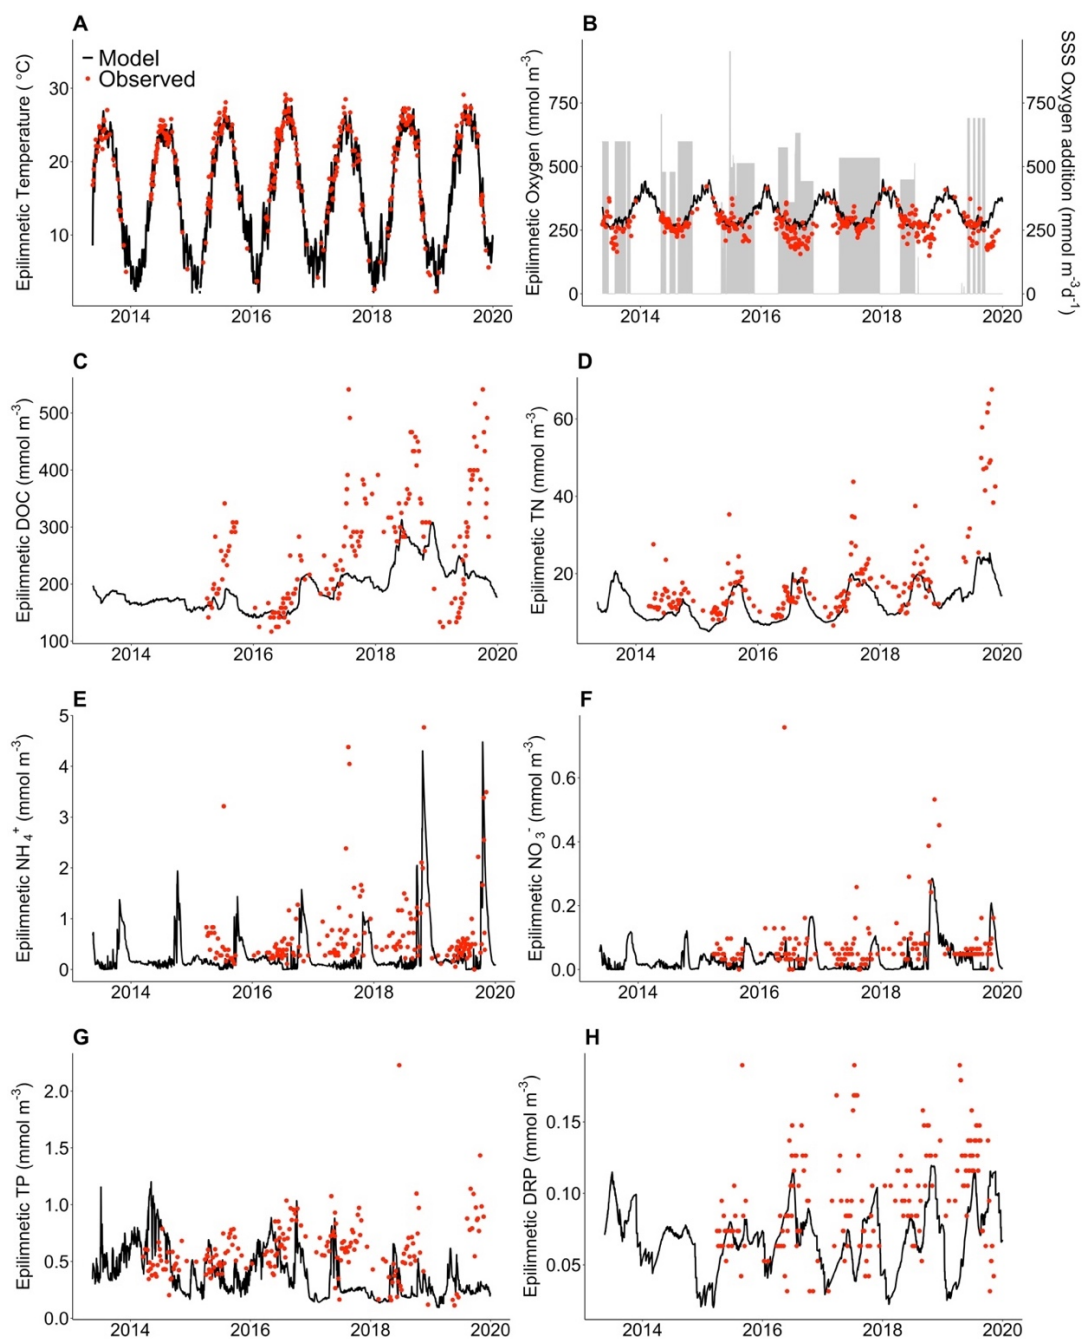 A
B
Model
Observed
Epilimnetic Temperature ( °C)
30
20
10
2014 2016 2018 2020
Epilimnetic Oxygen (mmol m⁻³)
750
500
250
0
SSS Oxygen addition (mmol m⁻³d⁻¹)
750
500
250
0
2014 2016 2018 2020
C
D
Epilimnetic DOC (mmol m⁻³)
500
400
300
200
100
2014 2016 2018 2020
Epilimnetic TN (mmol m⁻³)
60
40
20
2014 2016 2018 2020
E
F
Epilimnetic NH₄⁺ (mmol m⁻³)
5
4
3
2
1
0
2014 2016 2018 2020
Epilimnetic NO₃⁻ (mmol m⁻³)
0.6
0.4
0.2
0.0
2014 2016 2018 2020
G
H
Epilimnetic TP (mmol m⁻³)
2.0
1.5
1.0
0.5
0.0
2014 2016 2018 2020
Epilimnetic DRP (mmol m⁻³)
0.15
0.10
0.05
2014 2016 2018 2020